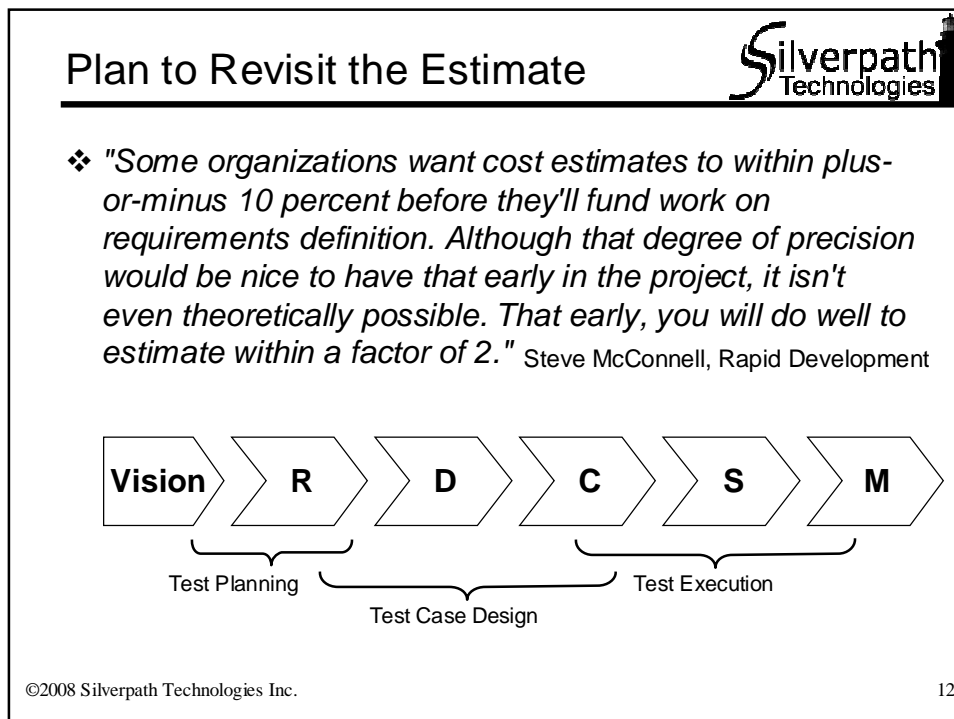 Plan to Revisit the Estimate
Silverpath
Technologies
❖ "Some organizations want cost estimates to within plus-
or-minus 10 percent before they'll fund work on
requirements definition. Although that degree of precision
would be nice to have that early in the project, it isn't
even theoretically possible. That early, you will do well to
estimate within a factor of 2." Steve McConnell, Rapid Development
Vision R D C S M
Test Planning Test Execution
Test Case Design
©2008 Silverpath Technologies Inc. 12